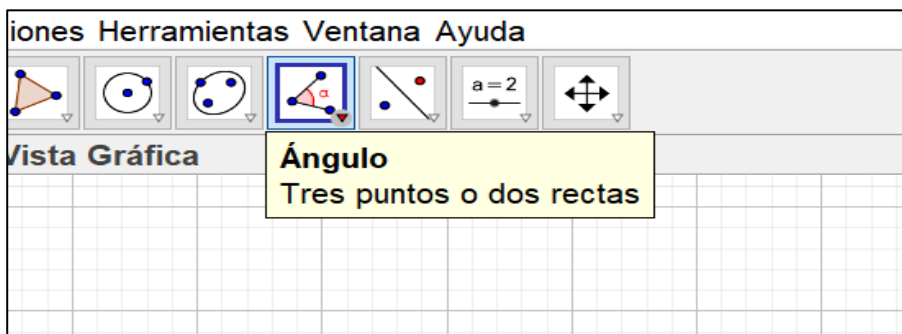 iones Herramientas Ventana Ayuda
α
a = 2
Vista Gráfica
Ángulo
Tres puntos o dos rectas